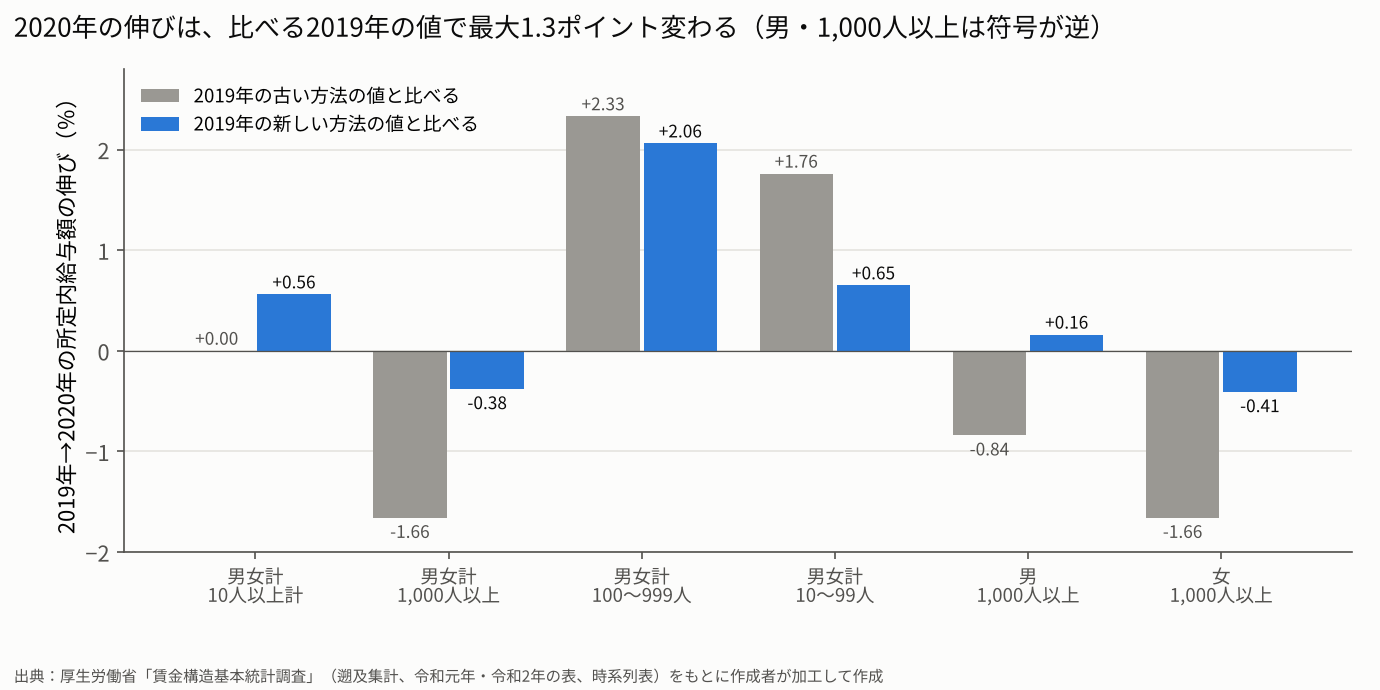 2020年の伸びは、比べる2019年の値で最大1.3ポイント変わる（男・1,000人以上は符号が逆）
2019年の古い方法の値と比べる
2019年の新しい方法の値と比べる
2019年→2020年の所定内給与額の伸び（%）
2
1
0
−1
−2
+0.00
+0.56
-1.66
-0.38
+2.33
+2.06
+1.76
+0.65
-0.84
+0.16
-1.66
-0.41
男女計
10人以上計
男女計
1,000人以上
男女計
100〜999人
男女計
10〜99人
男
1,000人以上
女
1,000人以上
出典：厚生労働省「賃金構造基本統計調査」（遡及集計、令和元年・令和2年の表、時系列表）をもとに作成者が加工して作成